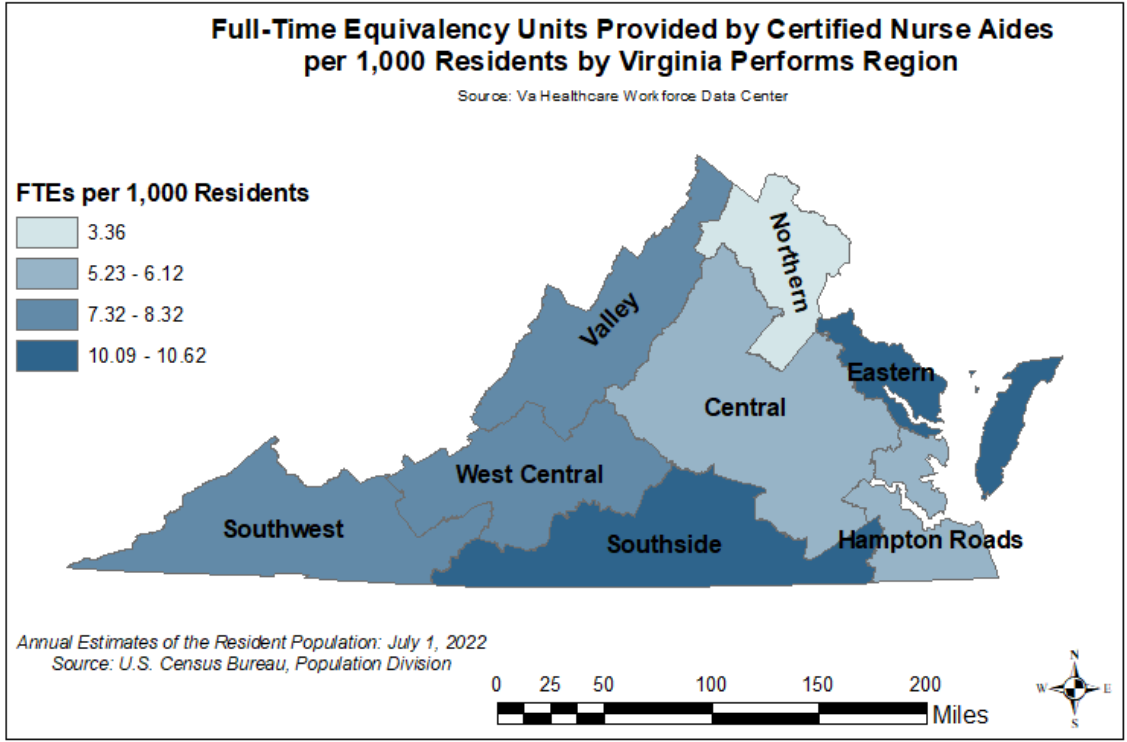 Full-Time Equivalency Units Provided by Certified Nurse Aides
per 1,000 Residents by Virginia Performs Region
Source: Va Healthcare Workforce Data Center
FTEs per 1,000 Residents
3.36
5.23 - 6.12
7.32 - 8.32
10.09 - 10.62
Northern
Valley
Eastern
Central
West Central
Southwest
Southside
Hampton Roads
Annual Estimates of the Resident Population: July 1, 2022
Source: U.S. Census Bureau, Population Division
0 25 50 100 150 200
Miles
N
W E
S